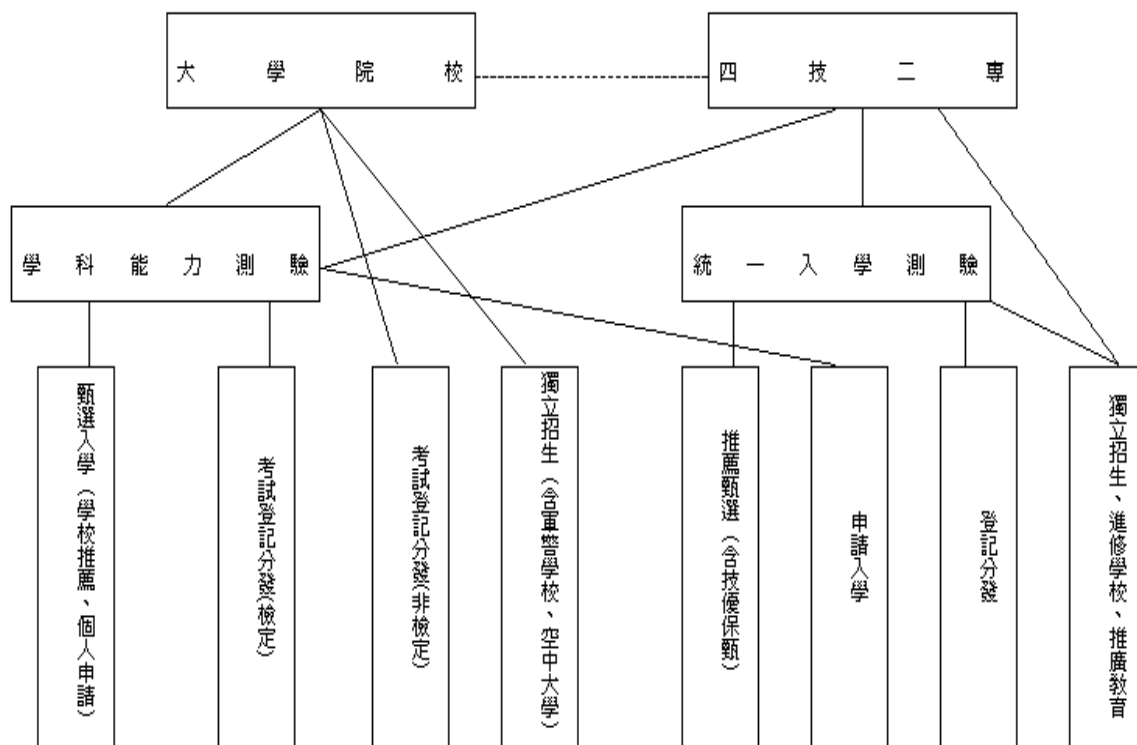 大學院校
四技二專
學科能力測驗
統一入學測驗
甄選入學（學校推薦、個人申請）
考試登記分發(檢定)
考試登記分發(非檢定)
獨立招生（含軍警學校、空中大學）
推薦甄選（含技優保甄）
申請入學
登記分發
獨立招生、進修學校、推廣教育